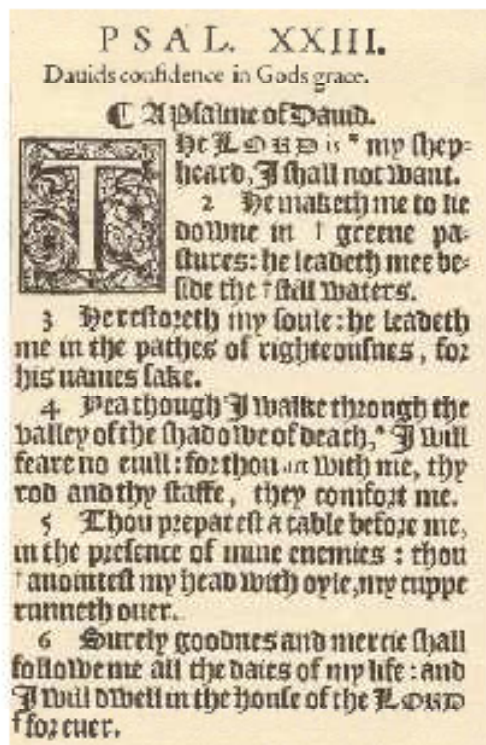 PSAL. XXIII.
Dauids confidence in Gods grace.
¶ A Psalme of Dauid.
The LORD is * my shep=
heard, I shall not want.
2 He maketh me to lie
downe in † greene pa=
stures: he leadeth mee be=
side the † still waters.
3 He restoreth my soule: he leadeth
me in the pathes of righteousnes, for
his names sake.
4 Yea though I walke through the
valley of the shadowe of death, * I will
feare no euill: for thou art with me, thy
rod and thy staffe, they comfort me.
5 Thou preparest a table before me,
in the presence of mine enemies: thou
† anointest my head with oyle, my cuppe
runneth ouer.
6 Surely goodnes and mercie shall
followe me all the daies of my life: and
I will dwell in the house of the LORD
† for euer.